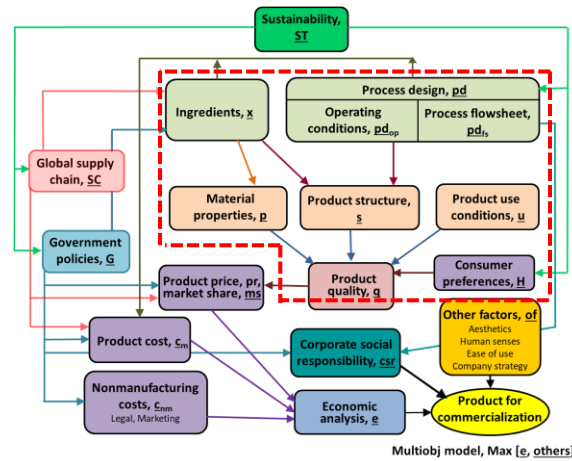 Sustainability,
ST
Process design, pd
Ingredients, x
Operating
conditions, pdop
Process flowsheet,
pdfs
Global supply
chain, SC
Material
properties, p
Product structure,
s
Product use
conditions, u
Government
policies, G
Product price, pr,
market share, ms
Product
quality, q
Consumer
preferences, H
Other factors, of
Aesthetics
Human senses
Ease of use
Company strategy
Product cost, cm
Corporate social
responsibility, csr
Nonmanufacturing
costs, cnm
Legal, Marketing
Economic
analysis, e
Product for
commercialization
Multiobj model, Max [e, others]